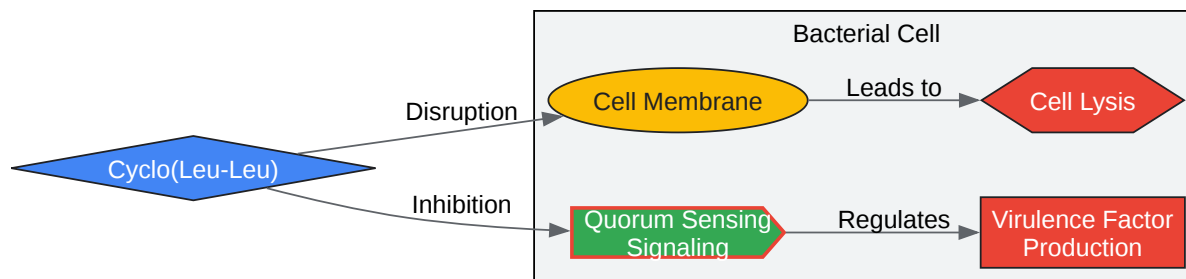 Bacterial Cell
Disruption
Cell Membrane
Leads to
Cell Lysis
Cyclo(Leu-Leu)
Inhibition
Quorum Sensing
Signaling
Regulates
Virulence Factor
Production